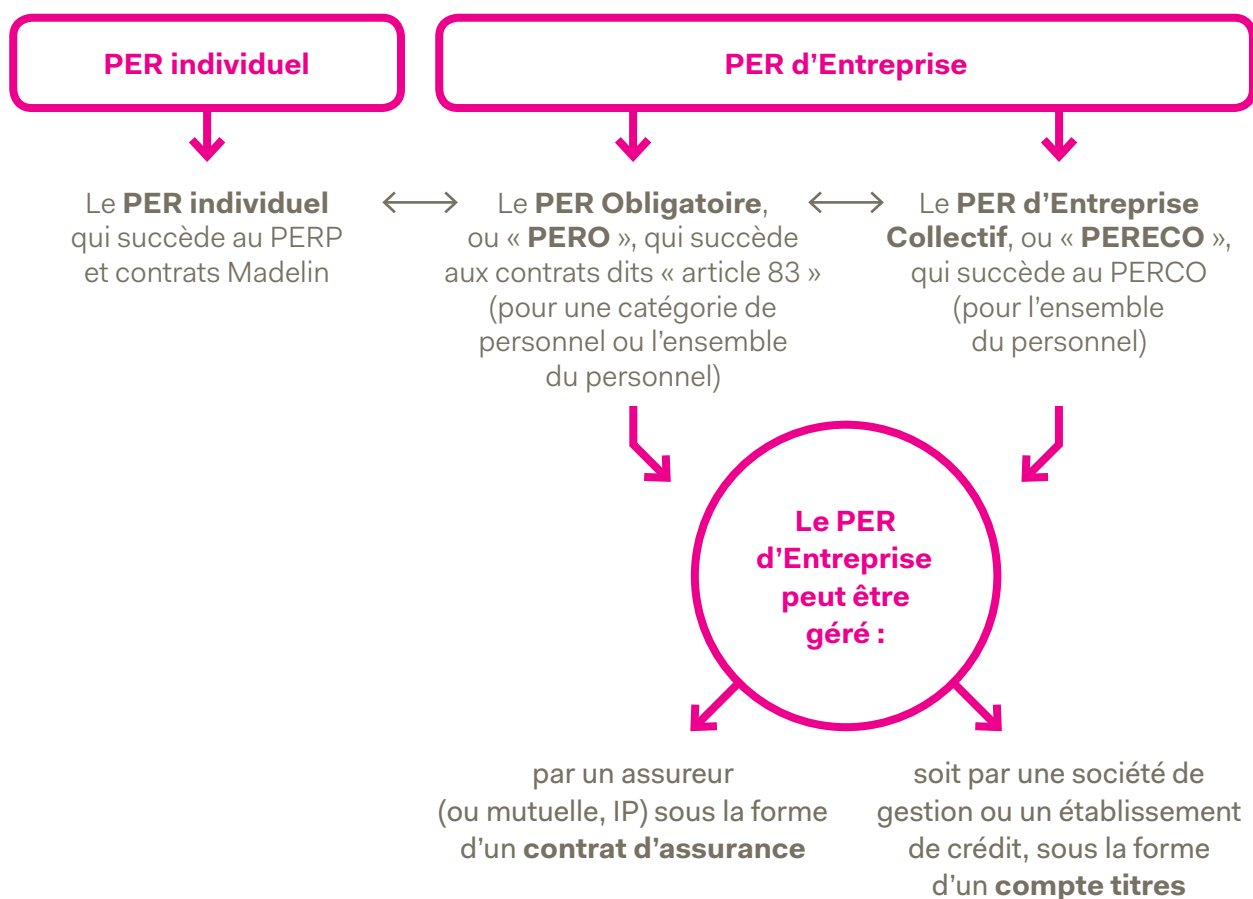 PER individuel
PER d’Entreprise
Le PER individuel
qui succède au PERP
et contrats Madelin
Le PER Obligatoire,
ou « PERO », qui succède
aux contrats dits « article 83 »
(pour une catégorie de
personnel ou l’ensemble
du personnel)
Le PER d’Entreprise
Collectif, ou « PERECO »,
qui succède au PERCO
(pour l’ensemble
du personnel)
Le PER
d’Entreprise
peut être
géré :
par un assureur
(ou mutuelle, IP) sous la forme
d’un contrat d’assurance
soit par une société de
gestion ou un établissement
de crédit, sous la forme
d’un compte titres